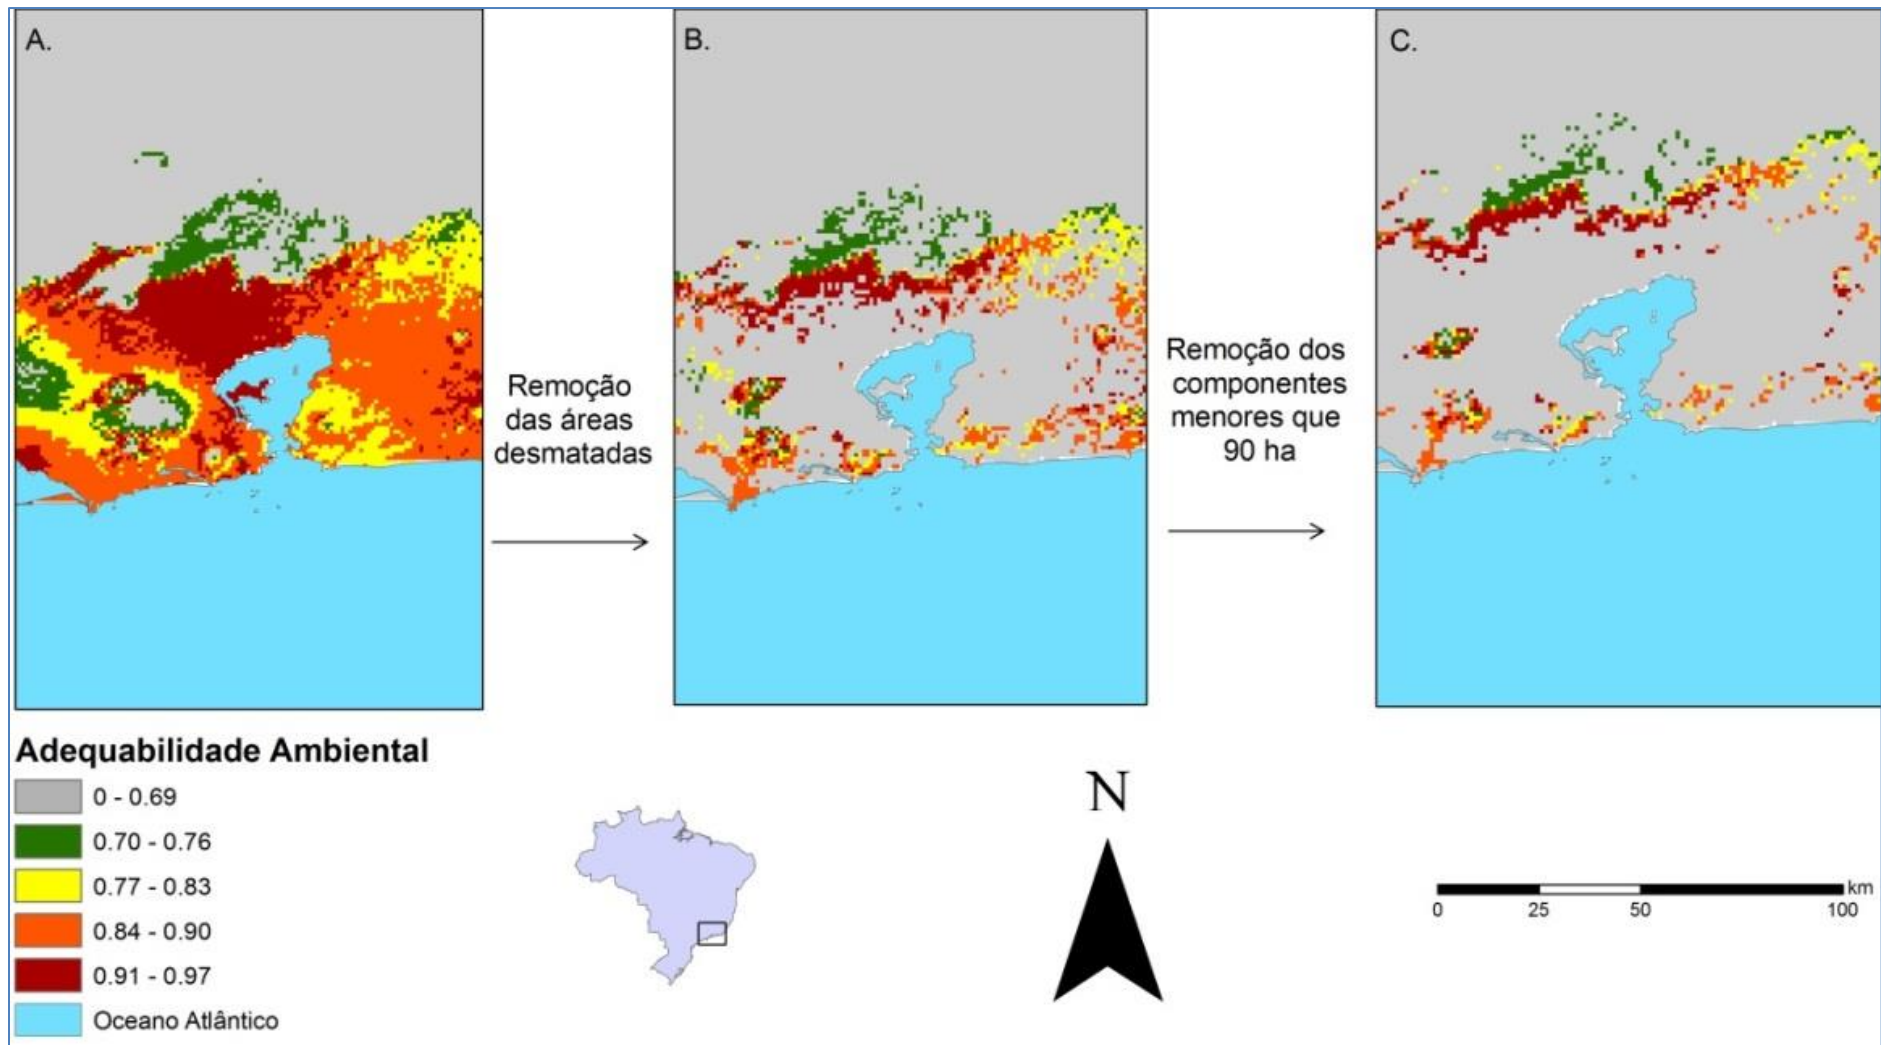 A.
B.
C.
Remoção
das áreas
desmatadas
Remoção dos
componentes
menores que
90 ha
Adequabilidade Ambiental
0 - 0.69
0.70 - 0.76
0.77 - 0.83
0.84 - 0.90
0.91 - 0.97
Oceano Atlântico
N
km
0 25 50 100